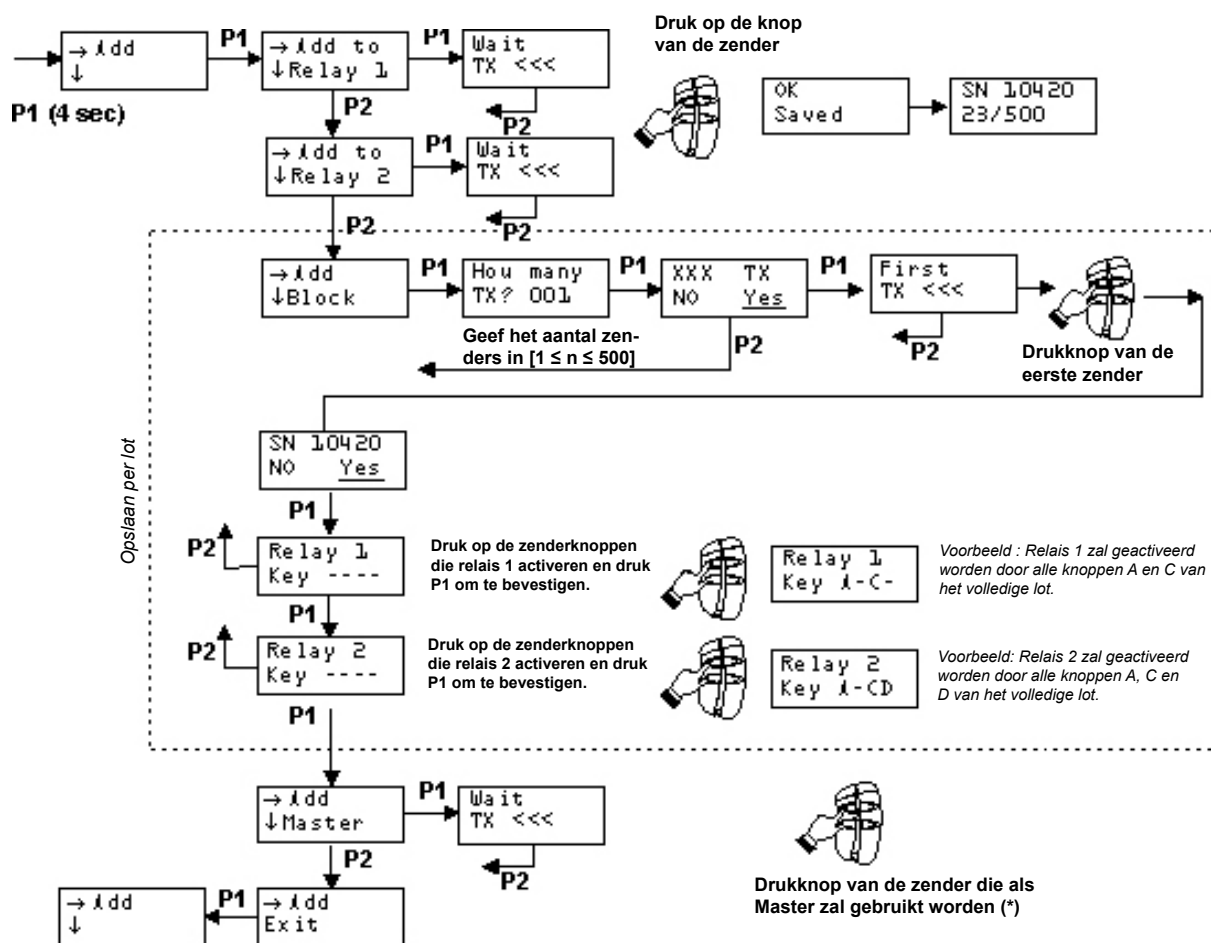 → Add
↓
P1 (4 sec)
P1
→ Add to
↓Relay 1
P1
Wait
TX <<<
P2
P2
Druk op de knop
van de zender
OK
Saved
SN 10420
23/500
→ Add to
↓Relay 2
P1
Wait
TX <<<
P2
P2
Opslaan per lot
→Add
↓Block
P1
How many
TX? 001
Geef het aantal zen-
ders in [1 ≤ n ≤ 500]
P1
XXX TX
NO Yes
P2
P1
First
TX <<<
P2
Drukknop van de
eerste zender
SN 10420
NO Yes
P1
P2
Relay 1
Key ----
Druk op de zenderknoppen
die relais 1 activeren en druk
P1 om te bevestigen.
Relay 1
Key A-C-
Voorbeeld : Relais 1 zal geactiveerd
worden door alle knoppen A en C van
het volledige lot.
P1
P2
Relay 2
Key ----
Druk op de zenderknoppen
die relais 2 activeren en druk
P1 om te bevestigen.
Relay 2
Key A-CD
Voorbeeld: Relais 2 zal geactiveerd
worden door alle knoppen A, C en
D van het volledige lot.
P1
→ Add
↓Master
P1
Wait
TX <<<
P2
P2
Drukknop van de zender die als
Master zal gebruikt worden (*)
→ Add
Exit
P1
→ Add
↓